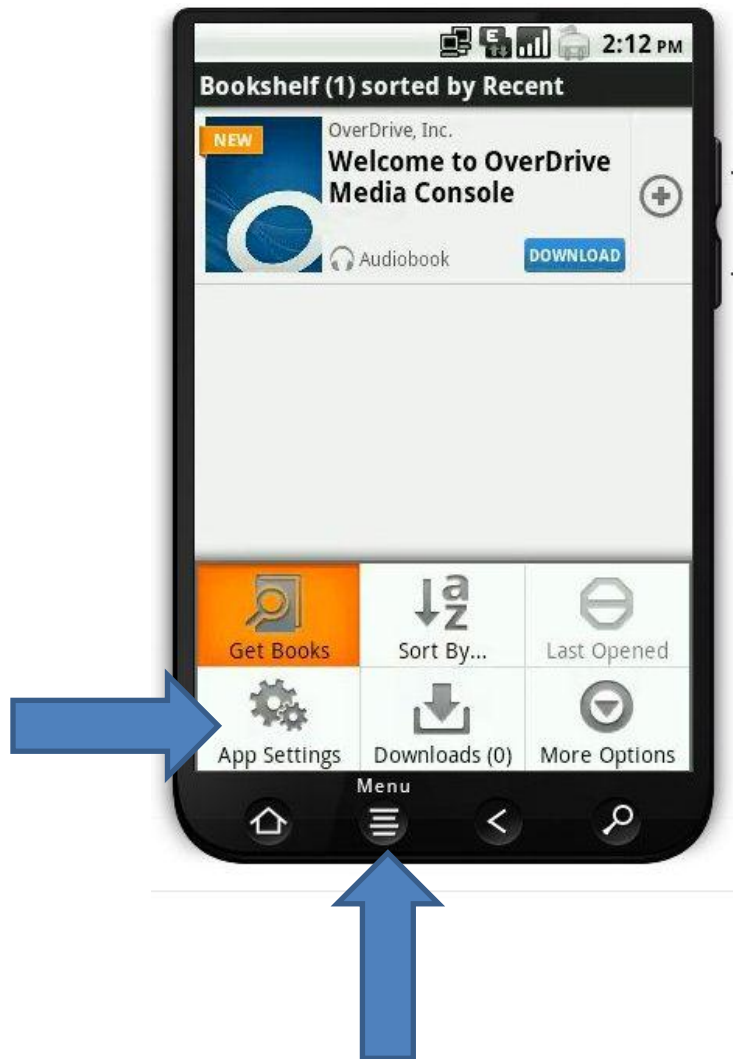 E
2:12 PM
Bookshelf (1) sorted by Recent
NEW
OverDrive, Inc.
Welcome to OverDrive
Media Console
Audiobook
DOWNLOAD
a
z
Get Books
Sort By...
Last Opened
App Settings
Downloads (0)
More Options
Menu